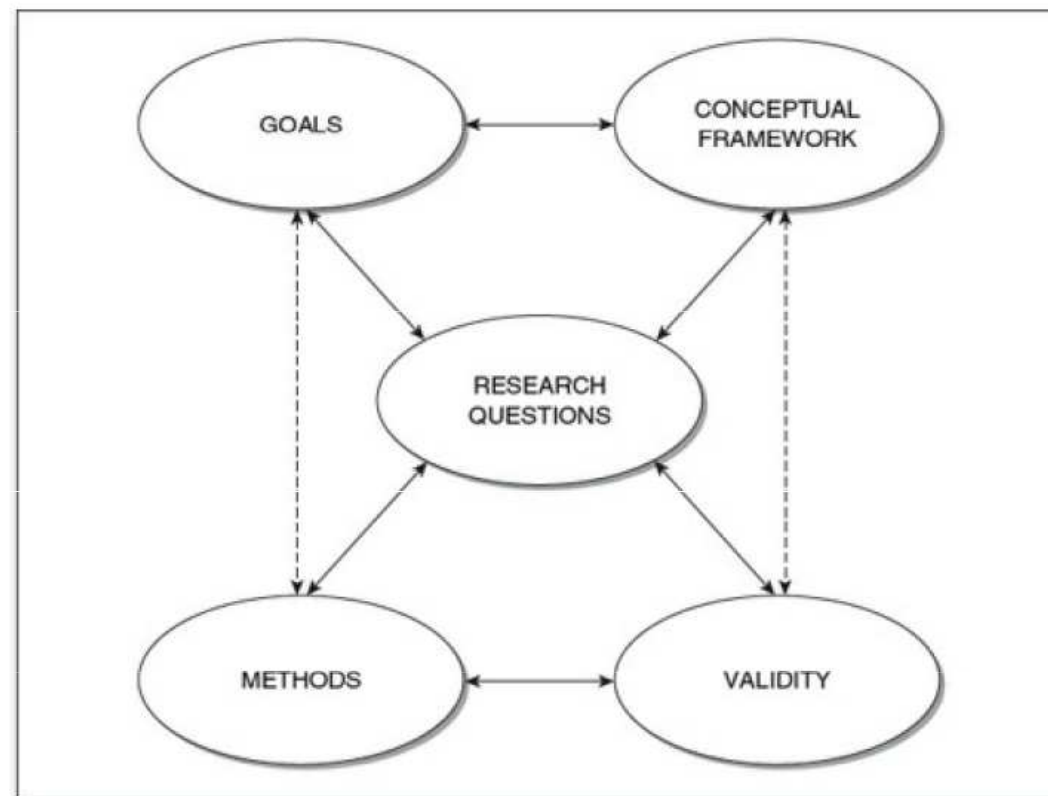 GOALS
CONCEPTUAL
FRAMEWORK
RESEARCH
QUESTIONS
METHODS
VALIDITY